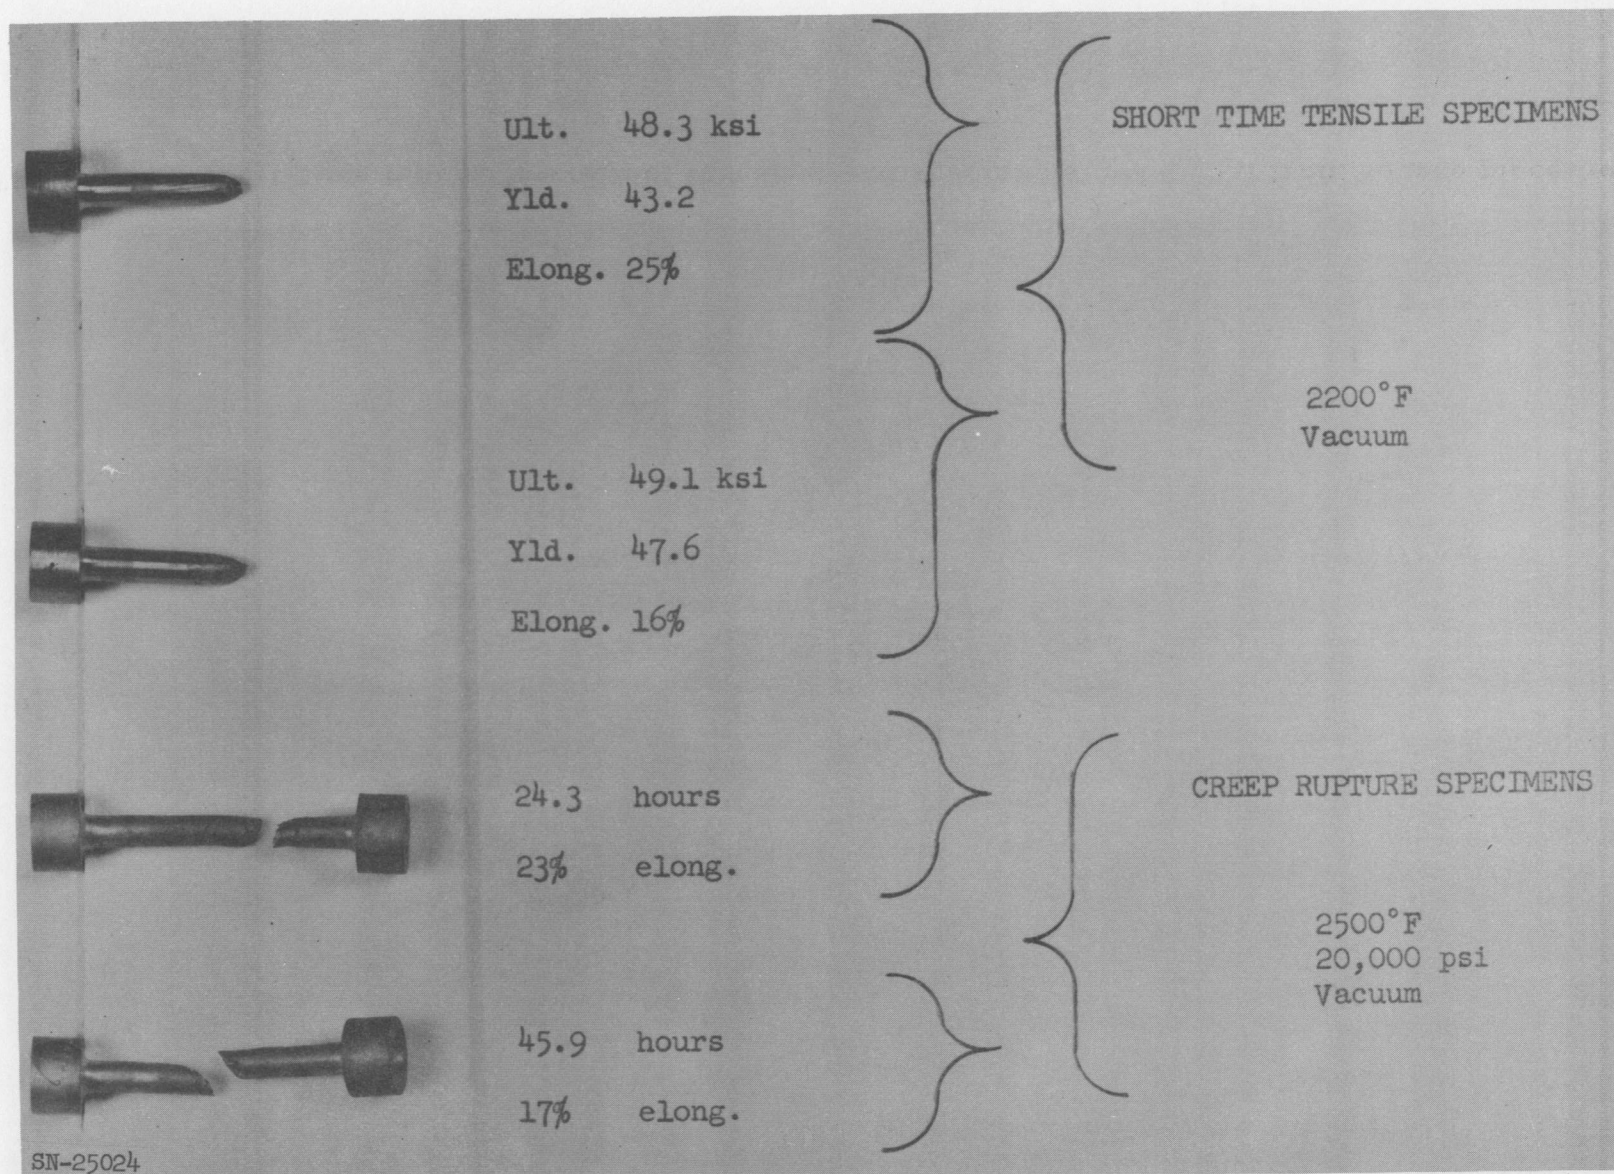 SHORT TIME TENSILE SPECIMENS
Ult. 48.3 ksi
Yld. 43.2
Elong. 25%
2200°F
Vacuum
Ult. 49.1 ksi
Yld. 47.6
Elong. 16%
CREEP RUPTURE SPECIMENS
24.3 hours
23% elong.
2500°F
20,000 psi
Vacuum
45.9 hours
17% elong.
SN-25024